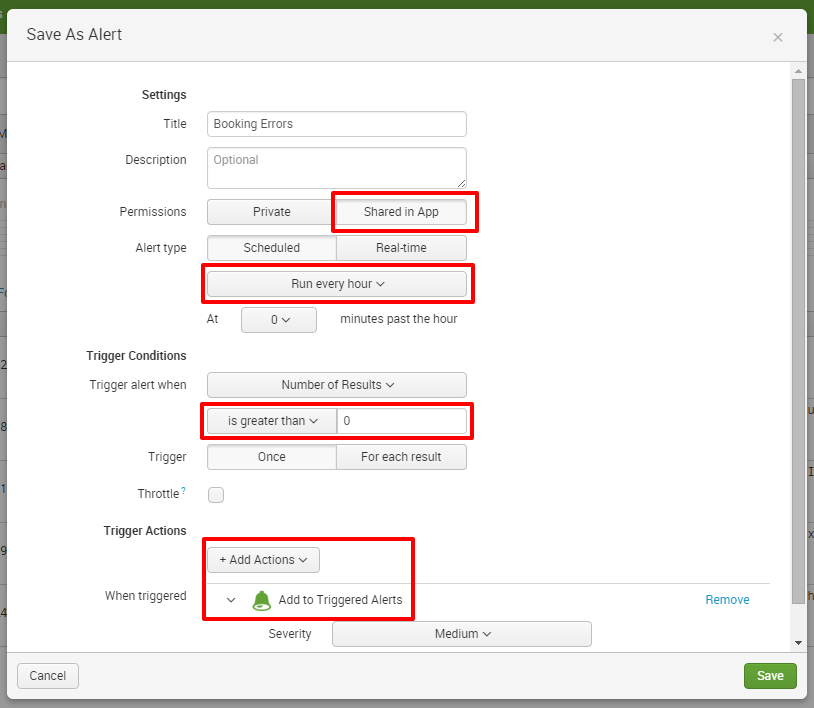 Save As Alert ×
Settings
Title Booking Errors
Description Optional
Permissions Private Shared in App
Alert type Scheduled Real-time
Run every hour
At 0 minutes past the hour
Trigger Conditions
Trigger alert when Number of Results
is greater than 0
Trigger Once For each result
Throttle ?
Trigger Actions
+ Add Actions
When triggered Add to Triggered Alerts Remove
Severity Medium
Cancel Save